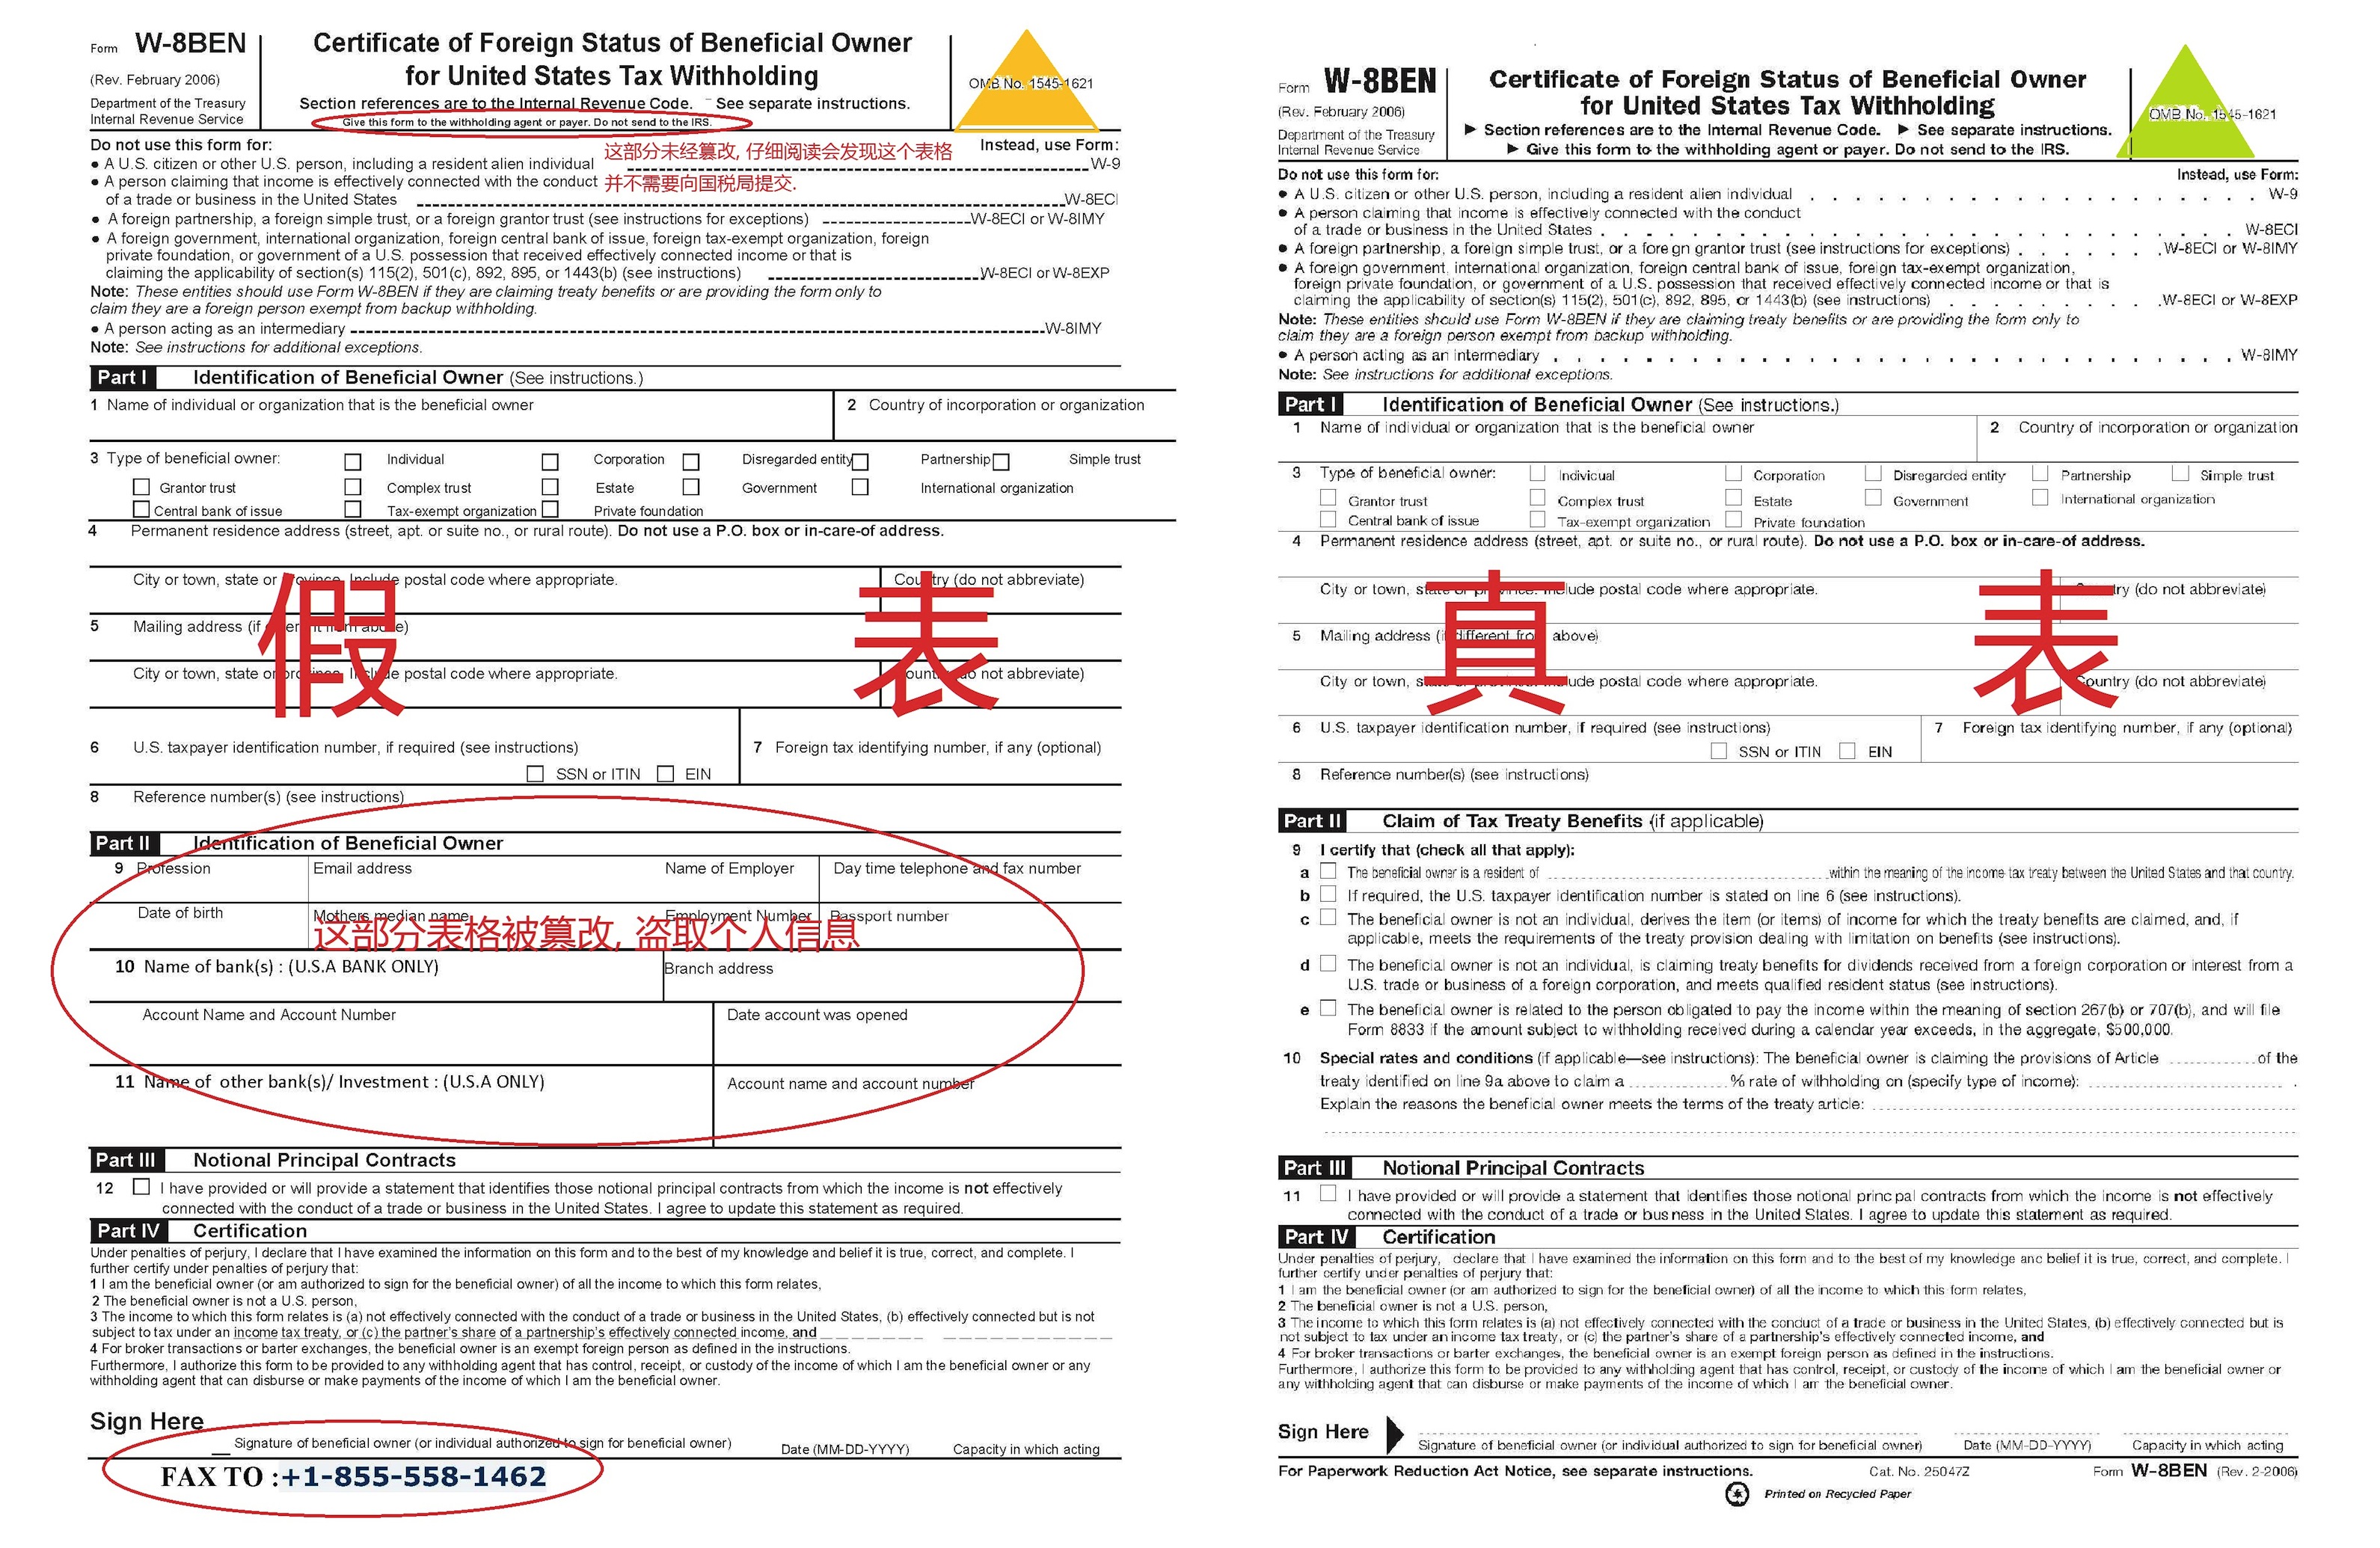 Form W-8BEN
(Rev. February 2006)
Department of the Treasury
Internal Revenue Service
Certificate of Foreign Status of Beneficial Owner
for United States Tax Withholding
Section references are to the Internal Revenue Code. See separate instructions.
Give this form to the withholding agent or payer. Do not send to the IRS.
OMB No. 1545-1621
Do not use this form for:
Instead, use Form:
这部分未经篡改, 仔细阅读会发现这个表格
并不需要向国税局提交.
● A U.S. citizen or other U.S. person, including a resident alien individual W-9
● A person claiming that income is effectively connected with the conduct
of a trade or business in the United States W-8ECI
● A foreign partnership, a foreign simple trust, or a foreign grantor trust (see instructions for exceptions) W-8ECI or W-8IMY
● A foreign government, international organization, foreign central bank of issue, foreign tax-exempt organization, foreign
private foundation, or government of a U.S. possession that received effectively connected income or that is
claiming the applicability of section(s) 115(2), 501(c), 892, 895, or 1443(b) (see instructions) W-8ECI or W-8EXP
Note: These entities should use Form W-8BEN if they are claiming treaty benefits or are providing the form only to
claim they are a foreign person exempt from backup withholding.
● A person acting as an intermediary W-8IMY
Note: See instructions for additional exceptions.
Part I Identification of Beneficial Owner (See instructions.)
1 Name of individual or organization that is the beneficial owner
2 Country of incorporation or organization
3 Type of beneficial owner: Individual Corporation Disregarded entity Partnership Simple trust
Grantor trust Complex trust Estate Government International organization
Central bank of issue Tax-exempt organization Private foundation
4 Permanent residence address (street, apt. or suite no., or rural route). Do not use a P.O. box or in-care-of address.
City or town, state or province. Include postal code where appropriate.
Country (do not abbreviate)
假 表
5 Mailing address (if different from above)
City or town, state or province. Include postal code where appropriate.
Country (do not abbreviate)
6 U.S. taxpayer identification number, if required (see instructions)
SSN or ITIN EIN
7 Foreign tax identifying number, if any (optional)
8 Reference number(s) (see instructions)
Part II Identification of Beneficial Owner
9 Profession Email address Name of Employer Day time telephone and fax number
Date of birth Mothers median name Employment Number Passport number
这部分表格被篡改, 盗取个人信息
10 Name of bank(s) : (U.S.A BANK ONLY) Branch address
Account Name and Account Number Date account was opened
11 Name of other bank(s)/ Investment : (U.S.A ONLY) Account name and account number
Part III Notional Principal Contracts
12 I have provided or will provide a statement that identifies those notional principal contracts from which the income is not effectively
connected with the conduct of a trade or business in the United States. I agree to update this statement as required.
Part IV Certification
Under penalties of perjury, I declare that I have examined the information on this form and to the best of my knowledge and belief it is true, correct, and complete. I
further certify under penalties of perjury that:
1 I am the beneficial owner (or am authorized to sign for the beneficial owner) of all the income to which this form relates,
2 The beneficial owner is not a U.S. person,
3 The income to which this form relates is (a) not effectively connected with the conduct of a trade or business in the United States, (b) effectively connected but is not
subject to tax under an income tax treaty, or (c) the partner's share of a partnership's effectively connected income, and
4 For broker transactions or barter exchanges, the beneficial owner is an exempt foreign person as defined in the instructions.
Furthermore, I authorize this form to be provided to any withholding agent that has control, receipt, or custody of the income of which I am the beneficial owner or any
withholding agent that can disburse or make payments of the income of which I am the beneficial owner.
Sign Here
Signature of beneficial owner (or individual authorized to sign for beneficial owner) Date (MM-DD-YYYY) Capacity in which acting
FAX TO :+1-855-558-1462
Form W-8BEN
(Rev. February 2006)
Department of the Treasury
Internal Revenue Service
Certificate of Foreign Status of Beneficial Owner
for United States Tax Withholding
▶ Section references are to the Internal Revenue Code. ▶ See separate instructions.
▶ Give this form to the withholding agent or payer. Do not send to the IRS.
OMB No. 1545-1621
Do not use this form for:
Instead, use Form:
● A U.S. citizen or other U.S. person, including a resident alien individual W-9
● A person claiming that income is effectively connected with the conduct
of a trade or business in the United States W-8ECI
● A foreign partnership, a foreign simple trust, or a fore gn grantor trust (see instructions for exceptions) W-8ECI or W-8IMY
● A foreign government, international organization, foreign central bank of issue, foreign tax-exempt organization,
foreign private foundation, or government of a U.S. possession that received effectively connected income or that is
claiming the applicability of section(s) 115(2), 501(c), 892, 895, or 1443(b) (see instructions) W-8ECI or W-8EXP
Note: These entities should use Form W-8BEN if they are claiming treaty benefits or are providing the form only to
claim they are a foreign person exempt from backup withholding.
● A person acting as an intermediary W-8IMY
Note: See instructions for additional exceptions.
Part I Identification of Beneficial Owner (See instructions.)
1 Name of individual or organization that is the beneficial owner
2 Country of incorporation or organization
3 Type of beneficial owner: Individual Corporation Disregarded entity Partnership Simple trust
Grantor trust Complex trust Estate Government International organization
Central bank of issue Tax-exempt organization Private foundation
4 Permanent residence address (street, apt. or suite no., or rural route). Do not use a P.O. box or in-care-of address.
City or town, state or province. Include postal code where appropriate.
Country (do not abbreviate)
真 表
5 Mailing address (if different from above)
City or town, state or province. Include postal code where appropriate.
Country (do not abbreviate)
6 U.S. taxpayer identification number, if required (see instructions)
SSN or ITIN EIN
7 Foreign tax identifying number, if any (optional)
8 Reference number(s) (see instructions)
Part II Claim of Tax Treaty Benefits (if applicable)
9 I certify that (check all that apply):
a The beneficial owner is a resident of within the meaning of the income tax treaty between the United States and that country.
b If required, the U.S. taxpayer identification number is stated on line 6 (see instructions).
c The beneficial owner is not an individual, derives the item (or items) of income for which the treaty benefits are claimed, and, if
applicable, meets the requirements of the treaty provision dealing with limitation on benefits (see instructions).
d The beneficial owner is not an individual, is claiming treaty benefits for dividends received from a foreign corporation or interest from a
U.S. trade or business of a foreign corporation, and meets qualified resident status (see instructions).
e The beneficial owner is related to the person obligated to pay the income within the meaning of section 267(b) or 707(b), and will file
Form 8833 if the amount subject to withholding received during a calendar year exceeds, in the aggregate, $500,000.
10 Special rates and conditions (if applicable—see instructions): The beneficial owner is claiming the provisions of Article of the
treaty identified on line 9a above to claim a % rate of withholding on (specify type of income): .
Explain the reasons the beneficial owner meets the terms of the treaty article:
Part III Notional Principal Contracts
11 I have provided or will provide a statement that identifies those notional princ pal contracts from which the income is not effectively
connected with the conduct of a trade or bus ness in the United States. I agree to update this statement as required.
Part IV Certification
Under penalties of perjury, declare that I have examined the information on this form and to the best of my knowledge and belief it is true, correct, and complete. I
further certify under penalties of perjury that:
1 I am the beneficial owner (or am authorized to sign for the beneficial owner) of all the income to which this form relates,
2 The beneficial owner is not a U.S. person,
3 The income to which this form relates is (a) not effectively connected with the conduct of a trade or business in the United States, (b) effectively connected but is
not subject to tax under an income tax treaty, or (c) the partner's share of a partnership's effectively connected income, and
4 For broker transactions or barter exchanges, the beneficial owner is an exempt foreign person as defined in the instructions.
Furthermore, I authorize this form to be provided to any withholding agent that has control, receipt, or custody of the income of which I am the beneficial owner or
any withholding agent that can disburse or make payments of the income of which I am the beneficial owner.
Sign Here
Signature of beneficial owner (or individual authorized to sign for beneficial owner) Date (MM-DD-YYYY) Capacity in which acting
For Paperwork Reduction Act Notice, see separate instructions. Cat. No. 25047Z Form W-8BEN (Rev. 2-2006)
Printed on Recycled Paper